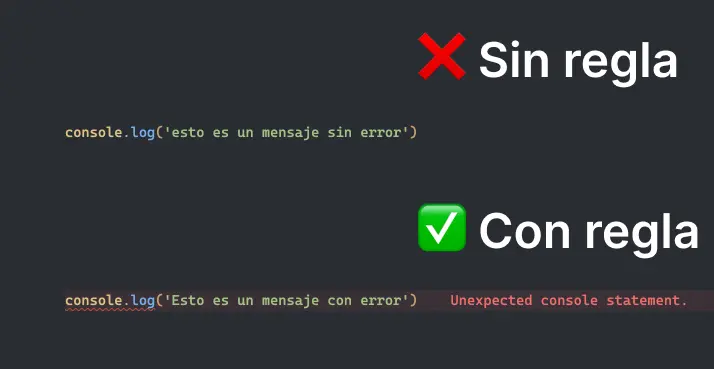 ❌ Sin regla
console.log('esto es un mensaje sin error')
✅ Con regla
console.log('Esto es un mensaje con error') Unexpected console statement.